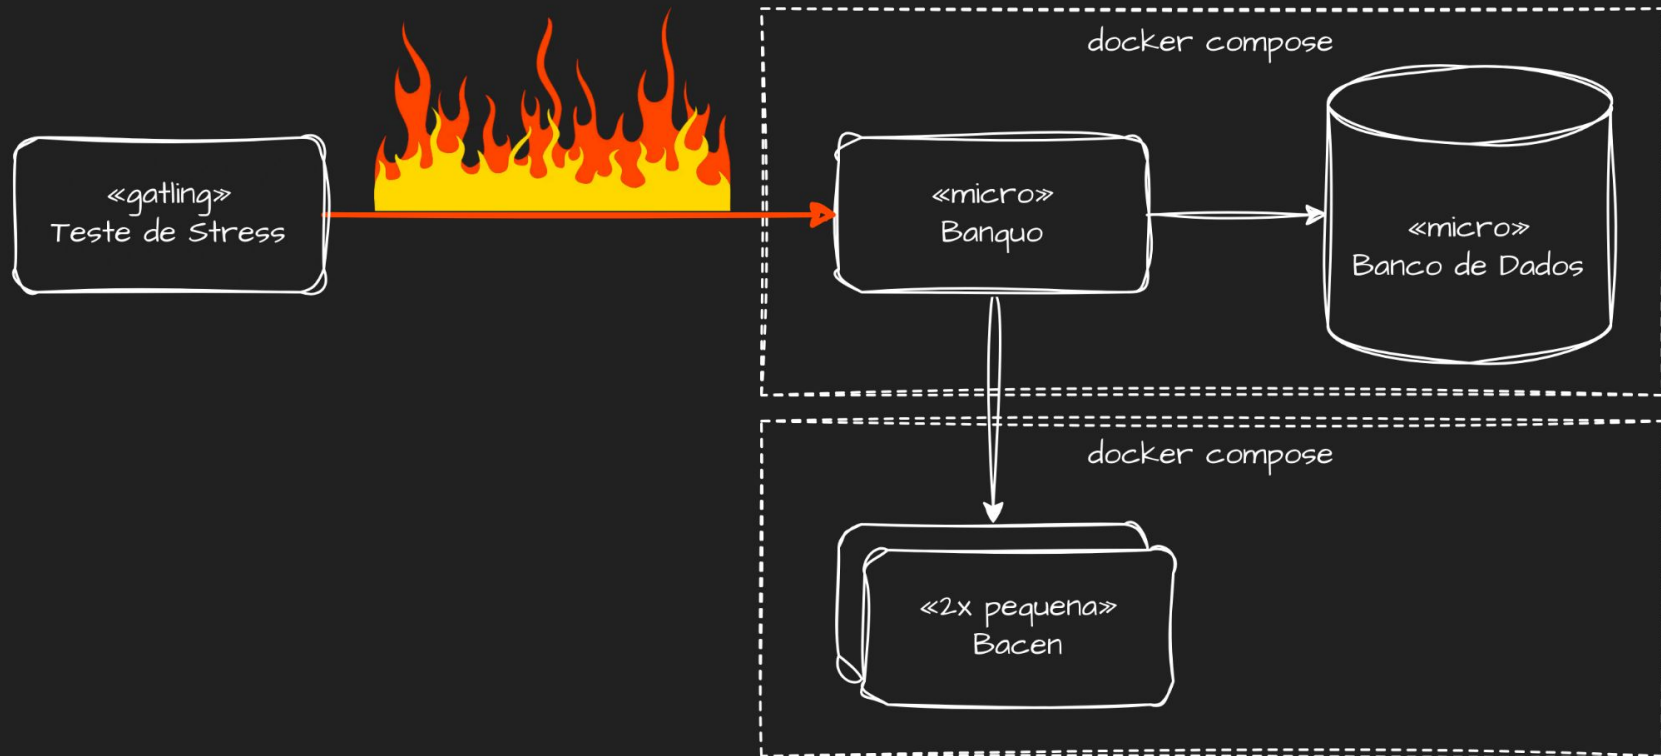 docker compose
«gatling»
Teste de Stress
«micro»
Banquo
«micro»
Banco de Dados
docker compose
«2x pequena»
Bacen